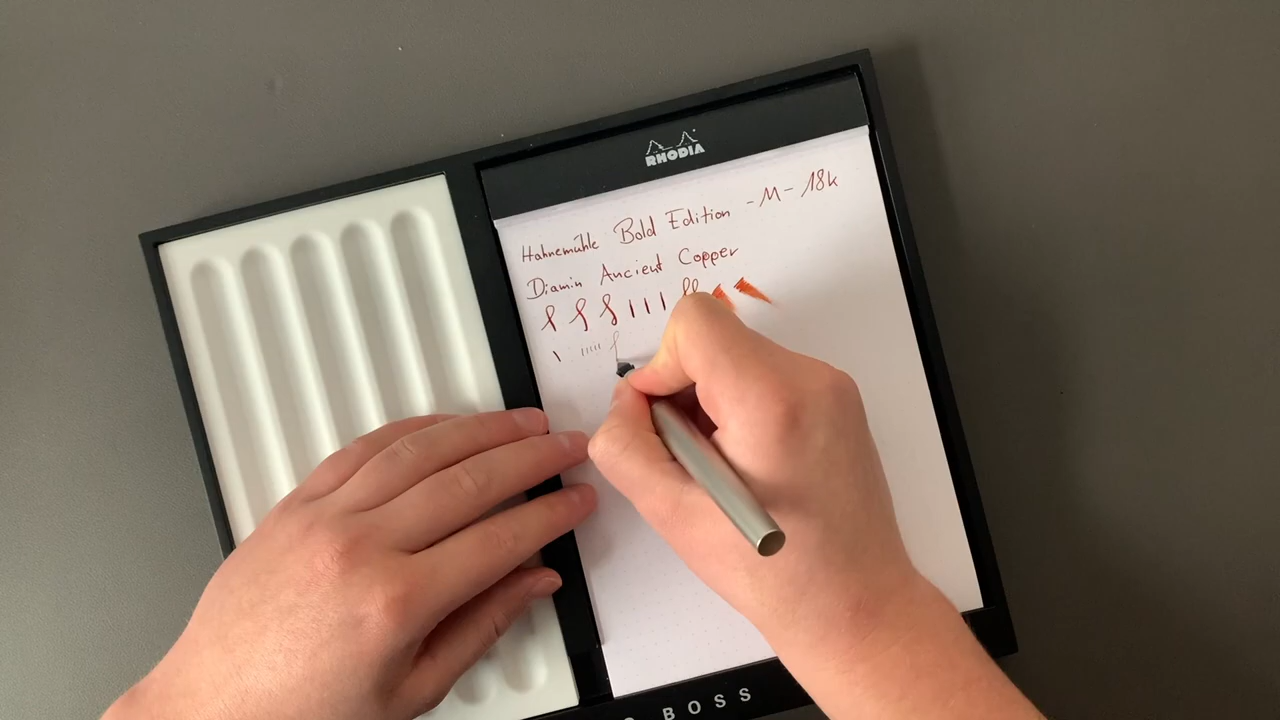 RHODIA
Hahnemühle Bold Edition - M - 18k
Diamin Ancient Copper
BOSS